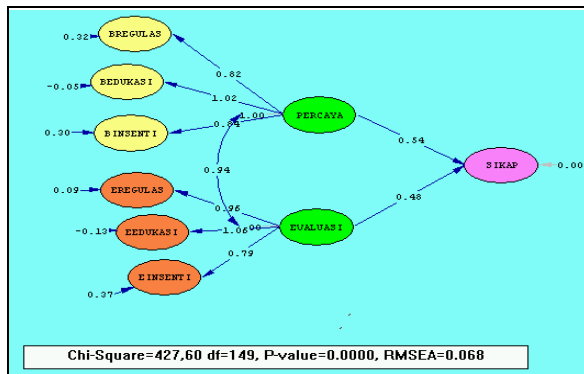 0.32 BREGULAS
0.82
-0.05 BEDUKASI
1.02
1.00 PERCAYA
0.30 BINSENTI
0.84
0.54
0.94
SIKAP 0.00
0.09 EREGULAS
0.96
0.48
-0.13 EEDUKASI
1.06 EVALUASI
0.79
0.37 EINSENTI
Chi-Square=427,60 df=149, P-value=0.0000, RMSEA=0.068